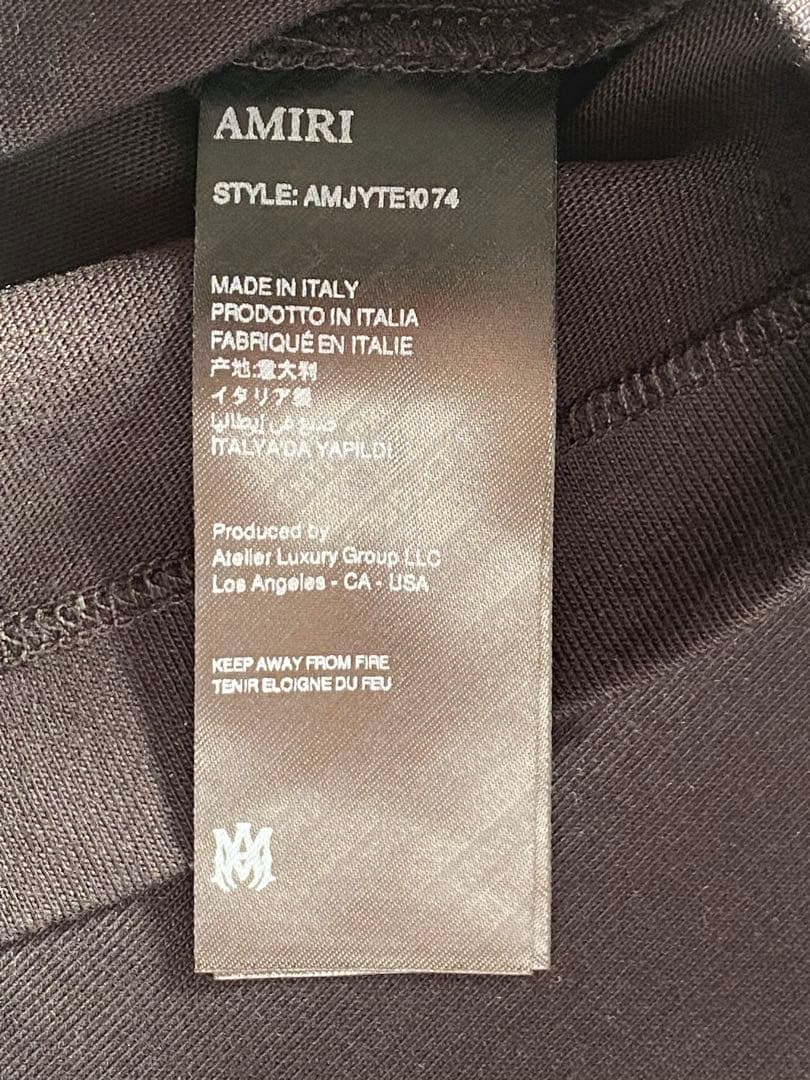 AMIRI
STYLE: AMJYTE1074
MADE IN ITALY
PRODOTTO IN ITALIA
FABRIQUÉ EN ITALIE
产地:意大利
イタリア製
صنع في إيطاليا
İTALYA'DA YAPILDI
Produced by
Atelier Luxury Group LLC
Los Angeles - CA - USA
KEEP AWAY FROM FIRE
TENIR ELOIGNE DU FEU
MA